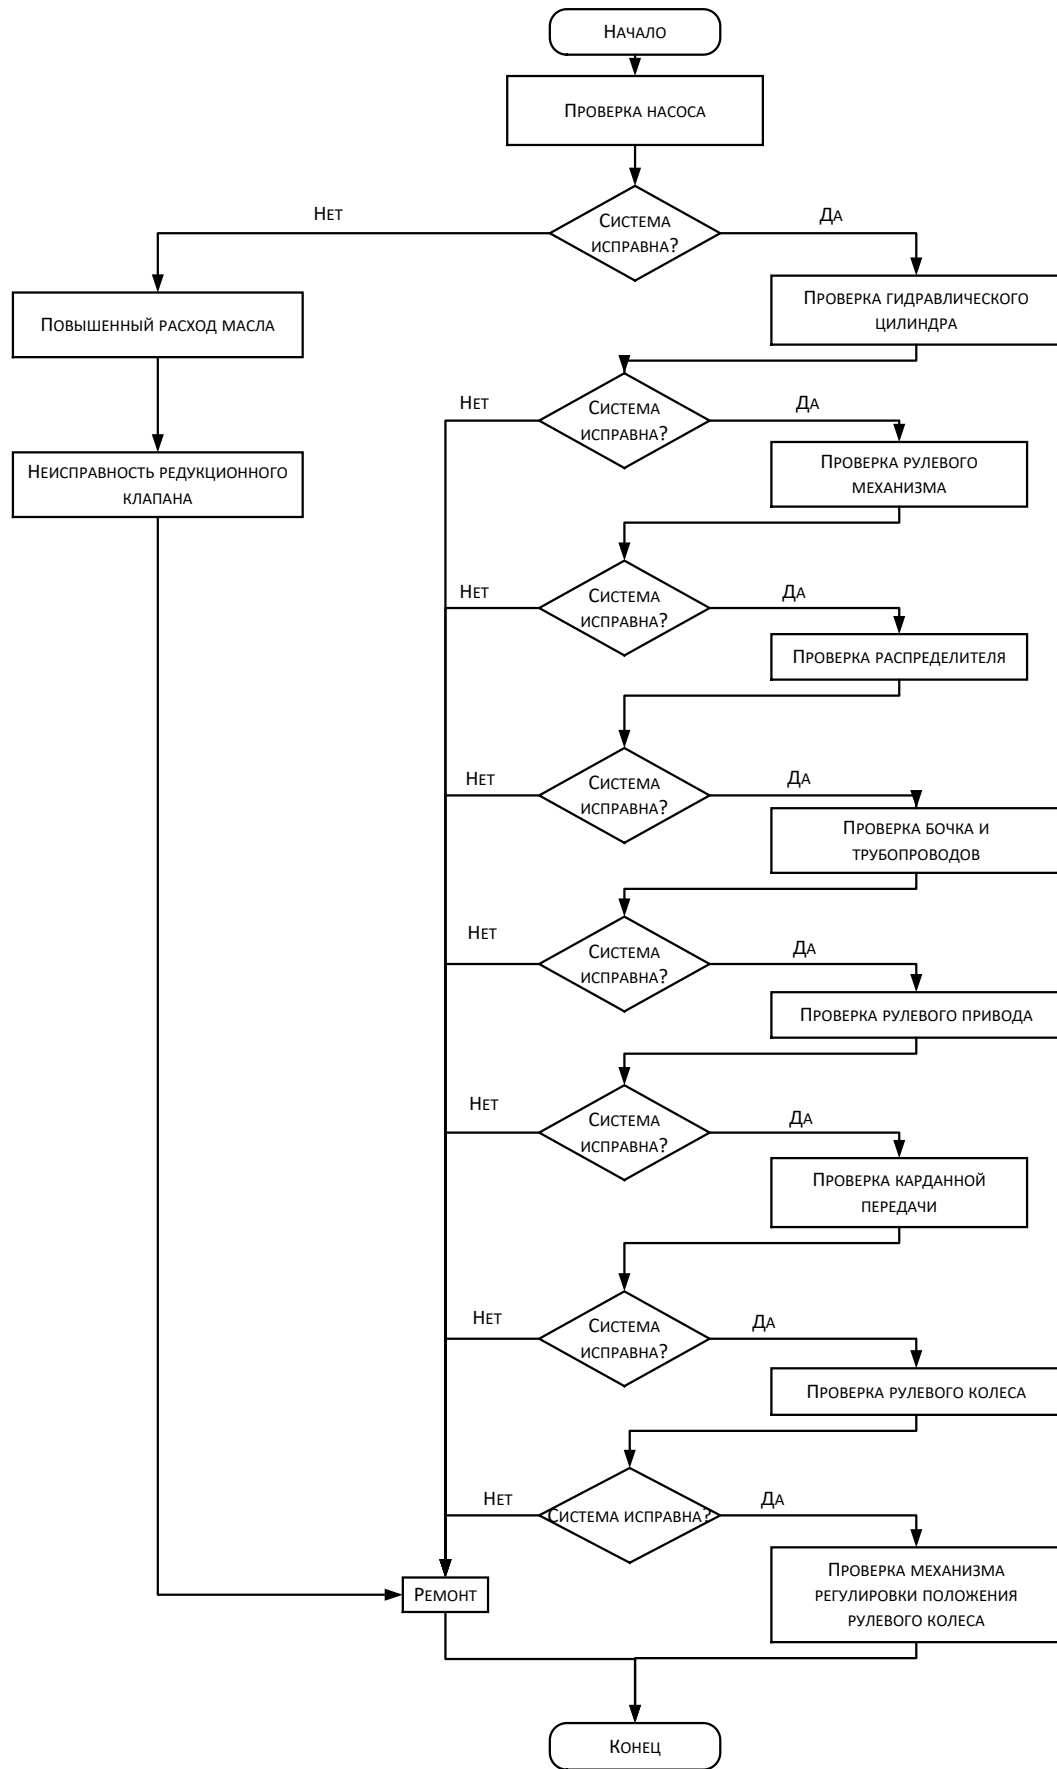 Начало
Проверка насоса
Система
исправна?
Нет
Да
Повышенный расход масла
Проверка гидравлического
цилиндра
Система
исправна?
Нет
Да
Неисправность редукционного
клапана
Проверка рулевого
механизма
Система
исправна?
Нет
Да
Проверка распределителя
Система
исправна?
Нет
Да
Проверка бочка и
трубопроводов
Система
исправна?
Нет
Да
Проверка рулевого привода
Система
исправна?
Нет
Да
Проверка карданной
передачи
Система
исправна?
Нет
Да
Проверка рулевого колеса
Система исправна?
Нет
Да
Проверка механизма
регулировки положения
рулевого колеса
Ремонт
Конец